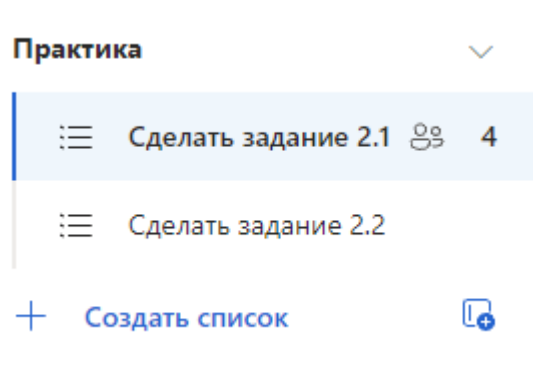 Практика
Сделать задание 2.1 4
Сделать задание 2.2
Создать список